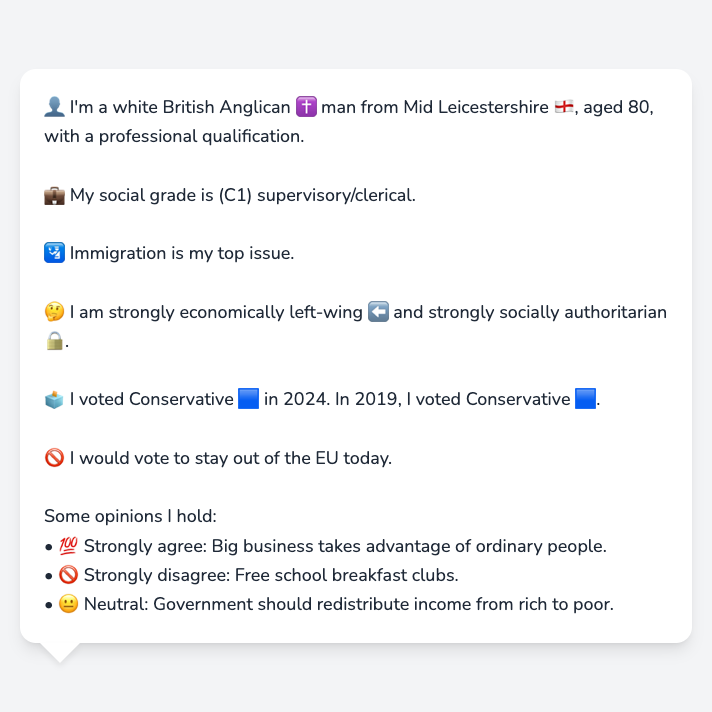 👤 I'm a white British Anglican ✝️ man from Mid Leicestershire 🏴󠁧󠁢󠁥󠁮󠁧󠁿, aged 80,
with a professional qualification.
💼 My social grade is (C1) supervisory/clerical.
🛂 Immigration is my top issue.
🤔 I am strongly economically left-wing ⬅️ and strongly socially authoritarian
🔒.
🗳️ I voted Conservative 🟦 in 2024. In 2019, I voted Conservative 🟦.
🚫 I would vote to stay out of the EU today.
Some opinions I hold:
• 💯 Strongly agree: Big business takes advantage of ordinary people.
• 🚫 Strongly disagree: Free school breakfast clubs.
• 😐 Neutral: Government should redistribute income from rich to poor.